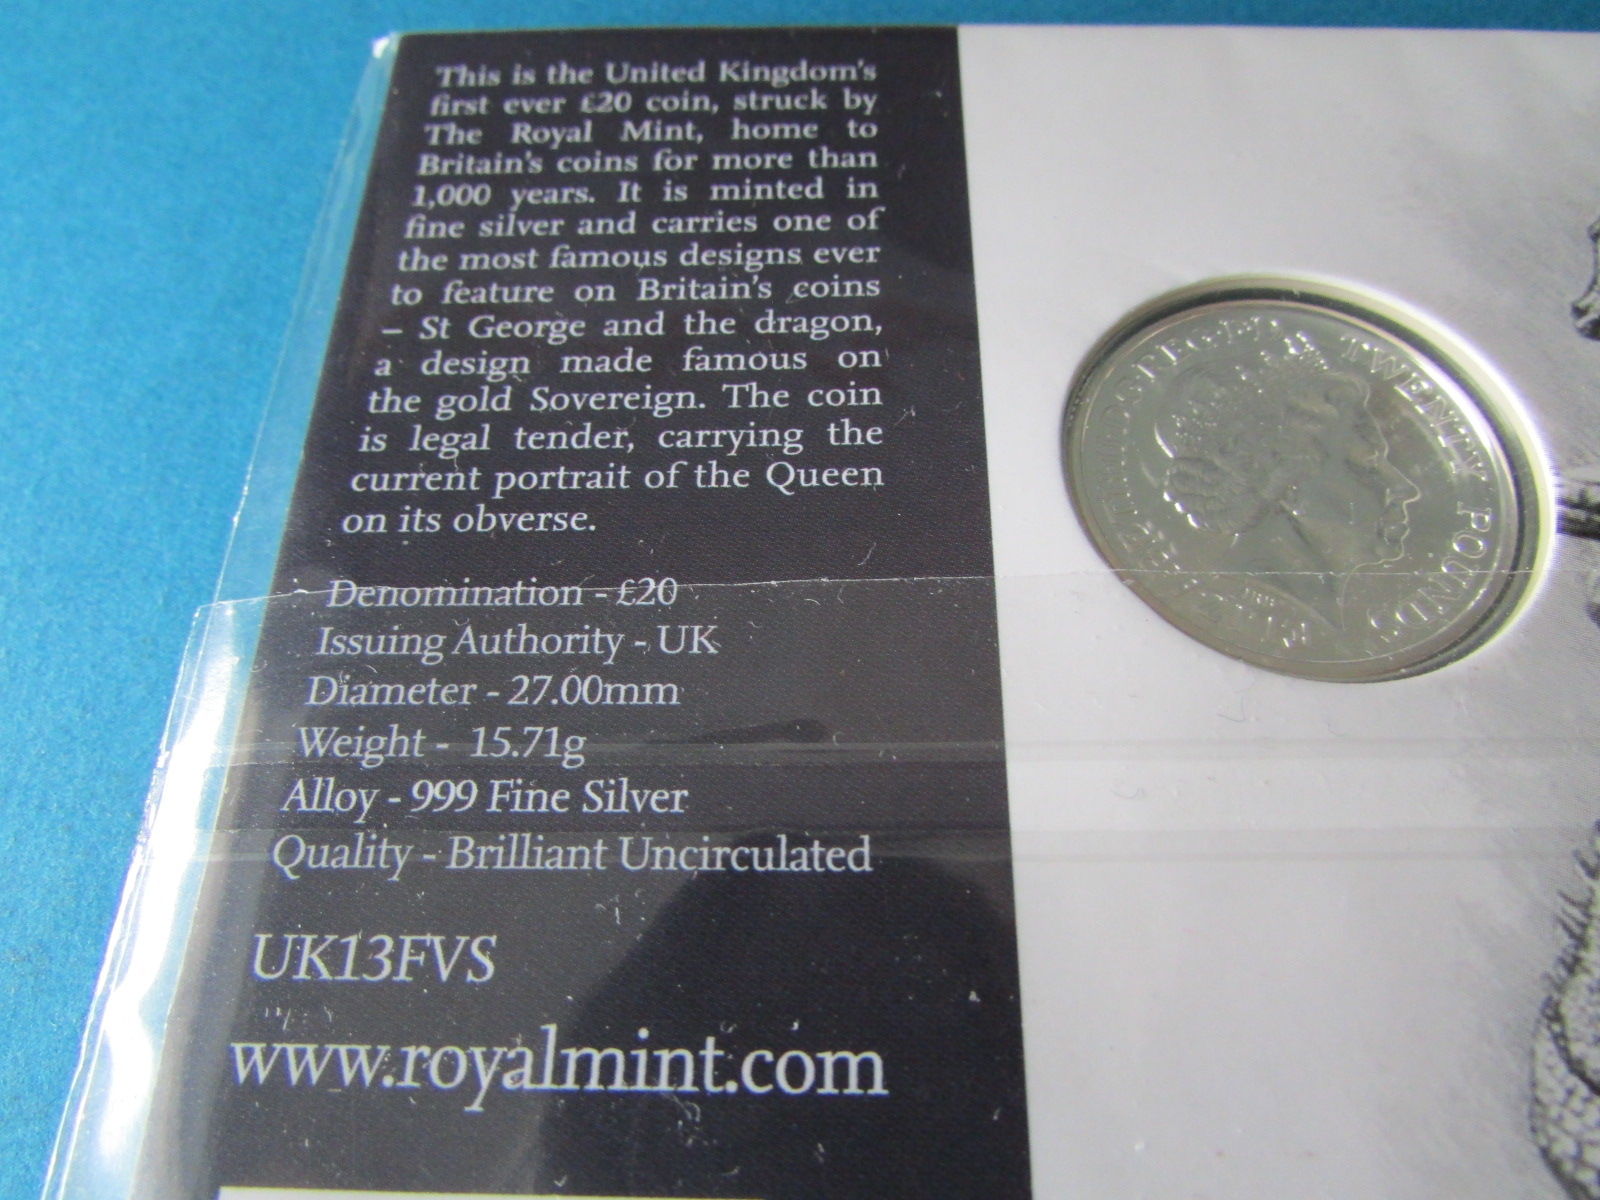 This is the United Kingdom's
first ever £20 coin, struck by
The Royal Mint, home to
Britain's coins for more than
1,000 years. It is minted in
fine silver and carries one of
the most famous designs ever
to feature on Britain's coins
– St George and the dragon,
a design made famous on
the gold Sovereign. The coin
is legal tender, carrying the
current portrait of the Queen
on its obverse.
Denomination - £20
Issuing Authority - UK
Diameter - 27.00mm
Weight - 15.71g
Alloy - 999 Fine Silver
Quality - Brilliant Uncirculated
UK13FVS
www.royalmint.com
TWENTY POUNDS